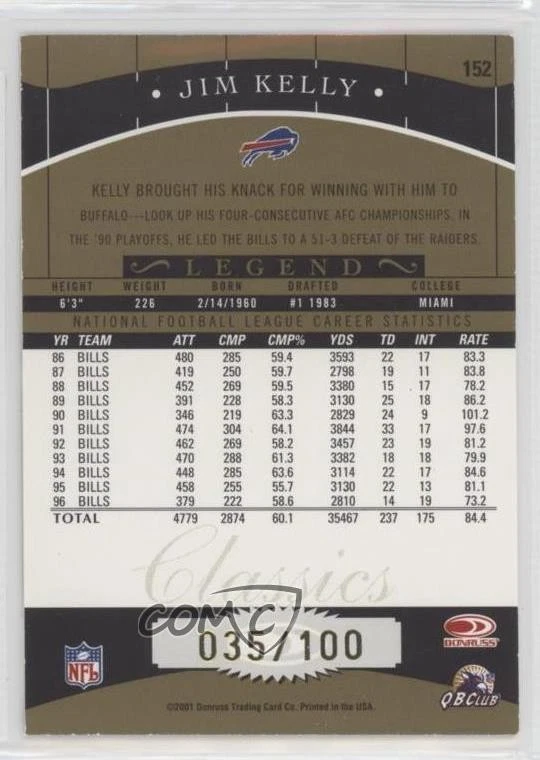 152
JIM KELLY
KELLY BROUGHT HIS KNACK FOR WINNING WITH HIM TO
BUFFALO---LOOK UP HIS FOUR-CONSECUTIVE AFC CHAMPIONSHIPS. IN
THE '90 PLAYOFFS, HE LED THE BILLS TO A 51-3 DEFEAT OF THE RAIDERS.
LEGEND
HEIGHT WEIGHT BORN DRAFTED COLLEGE
6'3" 226 2/14/1960 #1 1983 MIAMI
NATIONAL FOOTBALL LEAGUE CAREER STATISTICS
YR TEAM ATT CMP CMP% YDS TD INT RATE
86 BILLS 480 285 59.4 3593 22 17 83.3
87 BILLS 419 250 59.7 2798 19 11 83.8
88 BILLS 452 269 59.5 3380 15 17 78.2
89 BILLS 391 228 58.3 3130 25 18 86.2
90 BILLS 346 219 63.3 2829 24 9 101.2
91 BILLS 474 304 64.1 3844 33 17 97.6
92 BILLS 462 269 58.2 3457 23 19 81.2
93 BILLS 470 288 61.3 3382 18 18 79.9
94 BILLS 448 285 63.6 3114 22 17 84.6
95 BILLS 458 255 55.7 3130 22 13 81.1
96 BILLS 379 222 58.6 2810 14 19 73.2
TOTAL 4779 2874 60.1 35467 237 175 84.4
Classics
COMC
035/100
DONRUSS
NFL
QB CLUB
©2001 Donruss Trading Card Co. Printed in the USA.